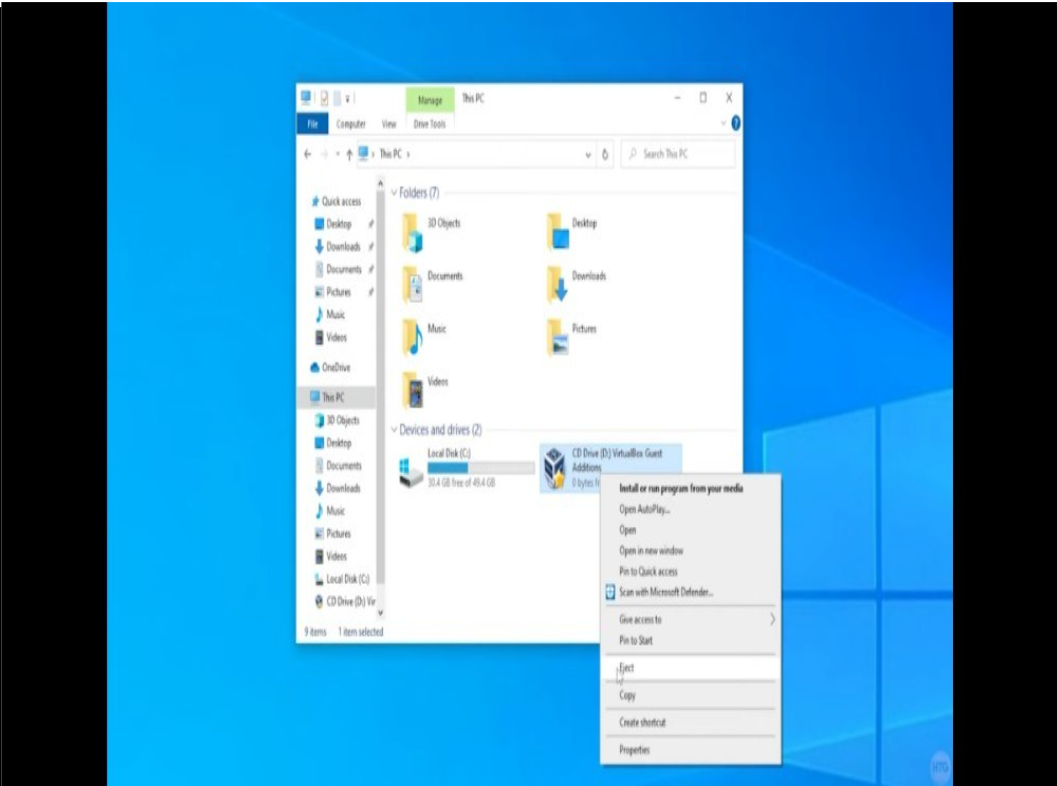 Manage
This PC
File
Computer
View
Drive Tools
This PC
Search This PC
Quick access
Desktop
Downloads
Documents
Pictures
Music
Videos
OneDrive
This PC
3D Objects
Desktop
Documents
Downloads
Music
Pictures
Videos
Local Disk (C:)
CD Drive (D:) Vir
Folders (7)
3D Objects
Desktop
Documents
Downloads
Music
Pictures
Videos
Devices and drives (2)
Local Disk (C:)
30.4 GB free of 49.4 GB
CD Drive (D:) VirtualBox Guest
Additions
0 bytes fr
Install or run program from your media
Open AutoPlay...
Open
Open in new window
Pin to Quick access
Scan with Microsoft Defender...
Give access to
Pin to Start
Eject
Copy
Create shortcut
Properties
9 items
1 item selected
HTG